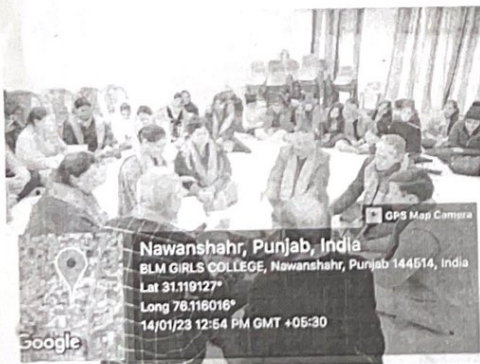 GPS Map Camera
Nawanshahr, Punjab, India
BLM GIRLS COLLEGE, Nawanshahr, Punjab 144514, India
Lat 31.119127°
Long 76.116016°
14/01/23 12:54 PM GMT +05:30
Google